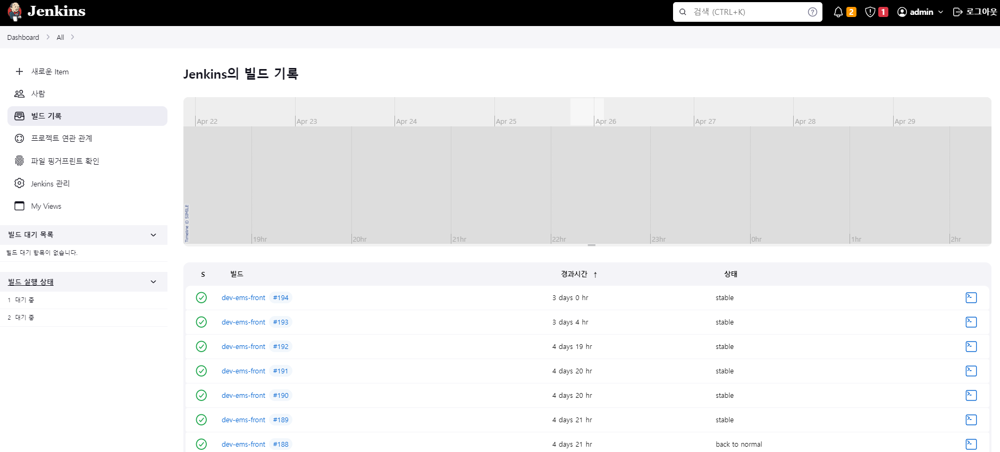 Jenkins
검색 (CTRL+K)
2
1
admin
로그아웃
Dashboard
All
새로운 Item
사람
빌드 기록
프로젝트 연관 관계
파일 핑거프린트 확인
Jenkins 관리
My Views
빌드 대기 목록
빌드 대기 항목이 없습니다.
빌드 실행 상태
1 대기 중
2 대기 중
Jenkins의 빌드 기록
Apr 22 Apr 23 Apr 24 Apr 25 Apr 26 Apr 27 Apr 28 Apr 29
Timeline © SIMILE
19hr 20hr 21hr 22hr 23hr 0hr 1hr 2hr
S 빌드 경과시간 ↑ 상태
dev-ems-front #194 3 days 0 hr stable
dev-ems-front #193 3 days 4 hr stable
dev-ems-front #192 4 days 19 hr stable
dev-ems-front #191 4 days 20 hr stable
dev-ems-front #190 4 days 20 hr stable
dev-ems-front #189 4 days 21 hr stable
dev-ems-front #188 4 days 21 hr back to normal